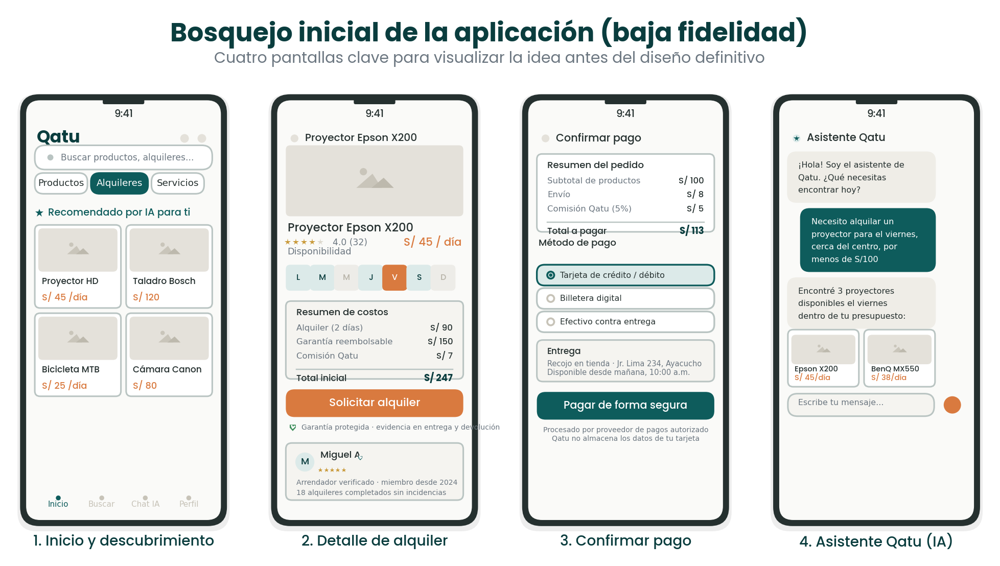 Bosquejo inicial de la aplicación (baja fidelidad)
Cuatro pantallas clave para visualizar la idea antes del diseño definitivo
9:41
Qatu
Buscar productos, alquileres...
Productos Alquileres Servicios
★ Recomendado por IA para ti
Proyector HD
S/ 45 /día
Taladro Bosch
S/ 120
Bicicleta MTB
S/ 25 /día
Cámara Canon
S/ 80
Inicio Buscar Chat IA Perfil
1. Inicio y descubrimiento
9:41
Proyector Epson X200
Proyector Epson X200
★★★★★ 4.0 (32) S/ 45 / día
Disponibilidad
L M M J V S D
Resumen de costos
Alquiler (2 días) S/ 90
Garantía reembolsable S/ 150
Comisión Qatu S/ 7
Total inicial S/ 247
Solicitar alquiler
Garantía protegida · evidencia en entrega y devolución
M
Miguel A.
★★★★★
Arrendador verificado · miembro desde 2024
18 alquileres completados sin incidencias
2. Detalle de alquiler
9:41
Confirmar pago
Resumen del pedido
Subtotal de productos S/ 100
Envío S/ 8
Comisión Qatu (5%) S/ 5
Total a pagar S/ 113
Método de pago
Tarjeta de crédito / débito
Billetera digital
Efectivo contra entrega
Entrega
Recojo en tienda · Jr. Lima 234, Ayacucho
Disponible desde mañana, 10:00 a.m.
Pagar de forma segura
Procesado por proveedor de pagos autorizado
Qatu no almacena los datos de tu tarjeta
3. Confirmar pago
9:41
★ Asistente Qatu
¡Hola! Soy el asistente de
Qatu. ¿Qué necesitas
encontrar hoy?
Necesito alquilar un
proyector para el viernes,
cerca del centro, por
menos de S/100
Encontré 3 proyectores
disponibles el viernes
dentro de tu presupuesto:
Epson X200
S/ 45/día
BenQ MX550
S/ 38/día
Escribe tu mensaje...
4. Asistente Qatu (IA)